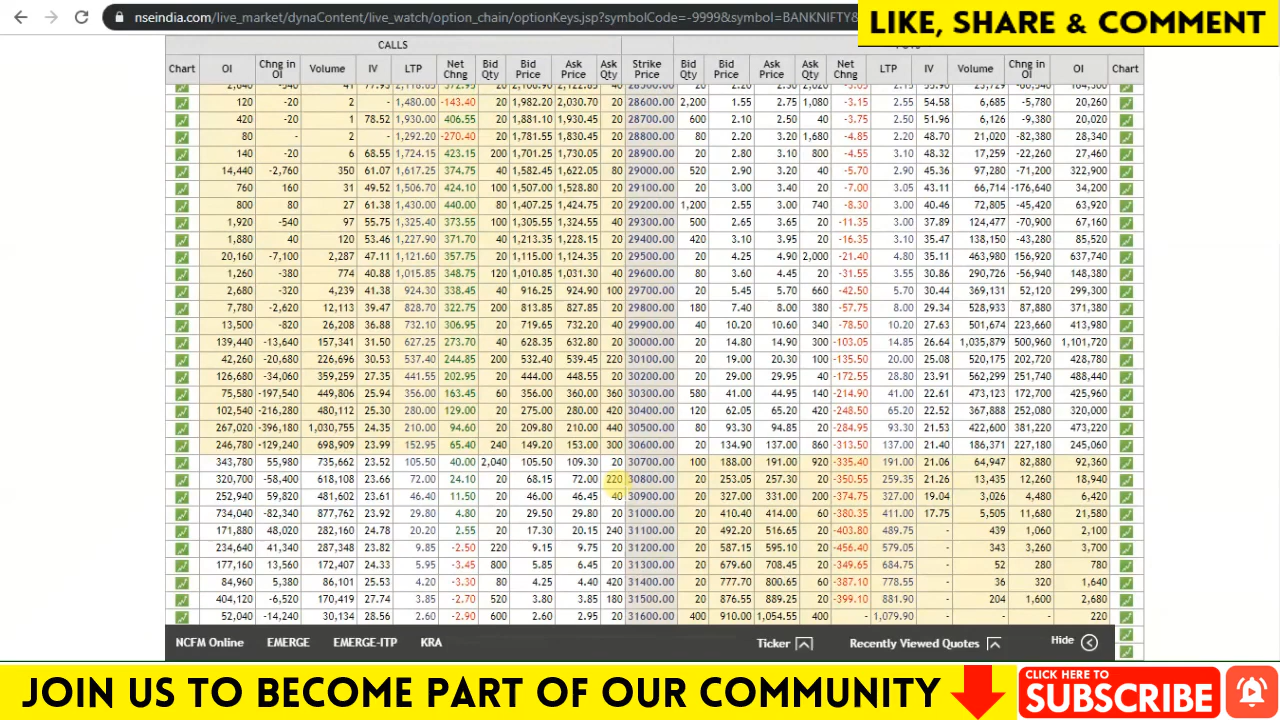 nseindia.com/live_market/dynaContent/live_watch/option_chain/optionKeys.jsp?symbolCode=-9999&symbol=BANKNIFTY&
LIKE, SHARE & COMMENT
CALLS
Chart OI Chng in OI Volume IV LTP Net Chng Bid Qty Bid Price Ask Price Ask Qty Strike Price Bid Qty Bid Price Ask Price Ask Qty Net Chng LTP IV Volume Chng in OI OI Chart
120 -20 2 - 1,480.00 -143.40 20 1,982.20 2,030.70 20 28600.00 2,200 1.55 2.75 1,080 -3.15 2.55 54.58 6,685 -5,780 20,260
420 -20 1 78.52 1,930.00 406.55 20 1,881.10 1,930.45 20 28700.00 600 2.10 2.50 40 -3.75 2.50 51.96 6,126 -9,380 20,020
80 - 2 - 1,292.20 -270.40 20 1,781.55 1,830.95 20 28800.00 80 2.20 3.20 1,680 -4.85 2.20 48.70 21,020 -82,380 28,340
140 -20 6 68.55 1,724.15 423.15 200 1,701.25 1,730.05 20 28900.00 20 2.80 3.10 800 -4.55 3.10 48.32 17,259 -22,260 27,460
14,440 -2,760 350 61.07 1,617.25 374.75 40 1,582.45 1,622.05 80 29000.00 520 2.90 3.20 40 -5.70 2.90 45.36 97,280 -71,200 322,900
760 160 31 49.52 1,506.70 424.10 100 1,507.00 1,528.80 20 29100.00 20 3.00 3.40 20 -7.00 3.05 43.11 66,714 -176,640 34,200
800 80 27 61.38 1,430.00 440.00 80 1,407.25 1,424.75 20 29200.00 1,200 2.55 3.00 740 -8.30 3.00 40.46 72,805 -45,420 63,920
1,920 -540 97 55.75 1,325.40 373.55 100 1,305.55 1,324.55 40 29300.00 500 2.65 3.65 20 -11.35 3.00 37.89 124,477 -70,900 67,160
1,880 40 120 53.46 1,227.90 371.70 40 1,213.35 1,228.15 20 29400.00 420 3.10 3.95 20 -16.35 3.10 35.47 138,150 -43,280 85,520
20,160 -7,100 2,287 47.11 1,121.60 357.75 20 1,115.00 1,124.35 20 29500.00 20 4.25 4.90 2,000 -21.40 4.80 35.11 463,980 156,920 637,740
1,260 -380 774 40.88 1,015.85 348.75 120 1,010.85 1,031.30 40 29600.00 80 3.60 4.45 20 -31.55 3.55 30.86 290,726 -56,940 148,380
2,680 -320 4,239 41.38 924.30 338.45 40 916.25 924.90 100 29700.00 20 5.45 5.70 660 -42.50 5.70 30.44 369,131 52,120 299,300
7,780 -2,620 12,113 39.47 828.70 322.75 200 813.85 827.85 20 29800.00 180 7.40 8.00 380 -57.75 8.00 29.34 528,933 87,880 371,380
13,500 -820 26,208 36.88 732.10 306.95 40 719.65 732.20 40 29900.00 40 10.20 10.60 340 -78.50 10.20 27.63 501,674 223,660 413,980
139,440 -13,640 157,341 31.50 627.25 273.70 40 628.35 632.80 20 30000.00 20 14.80 14.90 300 -103.05 14.85 26.64 1,035,879 500,960 1,101,720
42,260 -20,680 226,696 30.53 537.40 244.85 200 532.40 539.45 220 30100.00 20 19.00 20.30 100 -135.50 20.00 25.08 520,175 202,720 428,780
126,680 -34,060 359,259 27.35 441.55 202.95 20 444.00 448.55 20 30200.00 20 29.00 29.95 40 -172.55 28.80 23.91 562,299 251,740 488,440
75,580 -197,540 449,806 25.94 356.00 163.45 60 356.00 360.00 360 30300.00 580 41.00 44.95 140 -214.90 41.00 22.61 473,123 172,700 425,960
102,540 -216,280 480,112 25.30 280.00 129.00 20 275.00 280.00 420 30400.00 120 62.05 65.20 420 -248.50 65.20 22.52 367,888 252,060 320,000
267,020 -396,180 1,030,755 24.35 210.00 94.60 20 209.80 210.00 440 30500.00 80 93.30 94.85 20 -284.95 93.30 21.53 422,600 381,220 473,220
246,780 -129,240 698,909 23.99 152.95 65.40 240 149.20 153.00 300 30600.00 20 134.90 137.00 860 -313.50 137.00 21.40 186,371 227,180 245,060
343,780 55,980 735,662 23.52 105.50 40.00 2,040 105.50 109.30 20 30700.00 100 188.00 191.00 920 -335.40 191.00 21.06 64,947 82,880 92,360
320,700 -58,400 618,108 23.66 72.00 24.10 20 68.15 72.00 220 30800.00 20 253.05 257.30 20 -350.55 259.35 21.26 13,435 12,260 18,940
252,940 59,820 481,602 23.61 46.40 11.50 20 46.00 46.45 40 30900.00 20 327.00 331.00 200 -374.75 327.00 19.04 3,026 4,480 6,420
734,040 -82,340 877,762 23.92 29.80 4.80 20 29.50 29.80 20 31000.00 20 410.40 414.00 60 -380.35 411.00 17.75 5,505 11,680 21,580
171,880 48,020 282,160 24.78 20.20 2.55 20 17.30 20.15 240 31100.00 20 492.20 516.65 20 -403.80 489.75 - 439 1,060 2,100
234,640 41,340 287,348 23.82 9.85 -2.50 220 9.15 9.75 20 31200.00 20 587.15 595.10 20 -456.40 579.05 - 343 3,260 3,700
177,160 13,560 172,407 24.33 5.95 -3.45 800 5.85 6.45 20 31300.00 20 679.60 708.45 20 -349.65 684.75 - 52 280 780
84,960 5,380 86,101 25.53 4.20 -3.30 80 4.25 4.40 420 31400.00 20 777.70 800.65 60 -387.10 778.55 - 36 320 1,640
404,120 -6,520 170,419 27.74 3.85 -2.70 520 3.80 3.85 180 31500.00 20 876.55 889.25 20 -399.10 881.90 - 204 1,600 2,680
52,040 -14,240 30,134 28.56 2.60 -2.90 600 2.60 2.95 20 31600.00 400 910.00 1,054.55 400 - 1,079.90 - - - 220
NCFM Online EMERGE EMERGE-ITP KRA Ticker Recently Viewed Quotes Hide
JOIN US TO BECOME PART OF OUR COMMUNITY
CLICK HERE TO
SUBSCRIBE